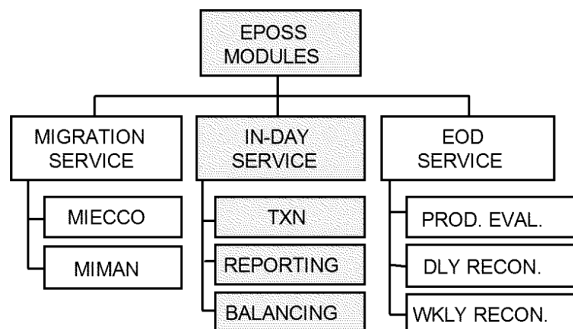 EPOSS
MODULES
MIGRATION
SERVICE
IN-DAY
SERVICE
EOD
SERVICE
MIECCO
MIMAN
TXN
REPORTING
BALANCING
PROD. EVAL.
DLY RECON.
WKLY RECON.